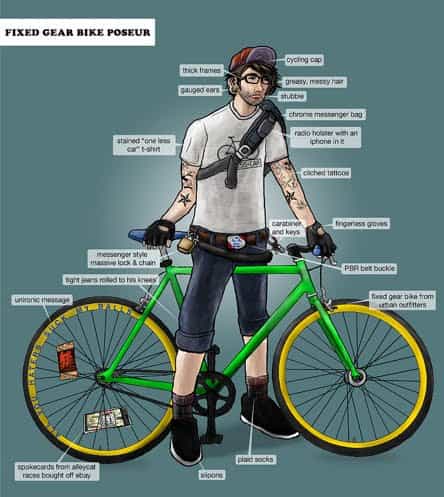 FIXED GEAR BIKE POSEUR
cycling cap
thick frames
greasy, messy hair
gauged ears
stubble
chrome messenger bag
radio holster with an
iphone in it
stained "one less
car" t-shirt
cliched tattoos
carabiner
and keys
fingerless gloves
messenger style
massive lock & chain
PBR belt buckle
tight jeans rolled to his knees
unironic message
fixed gear bike from
urban outfitters
plaid socks
spokecards from alleycat
races bought off ebay
slipons